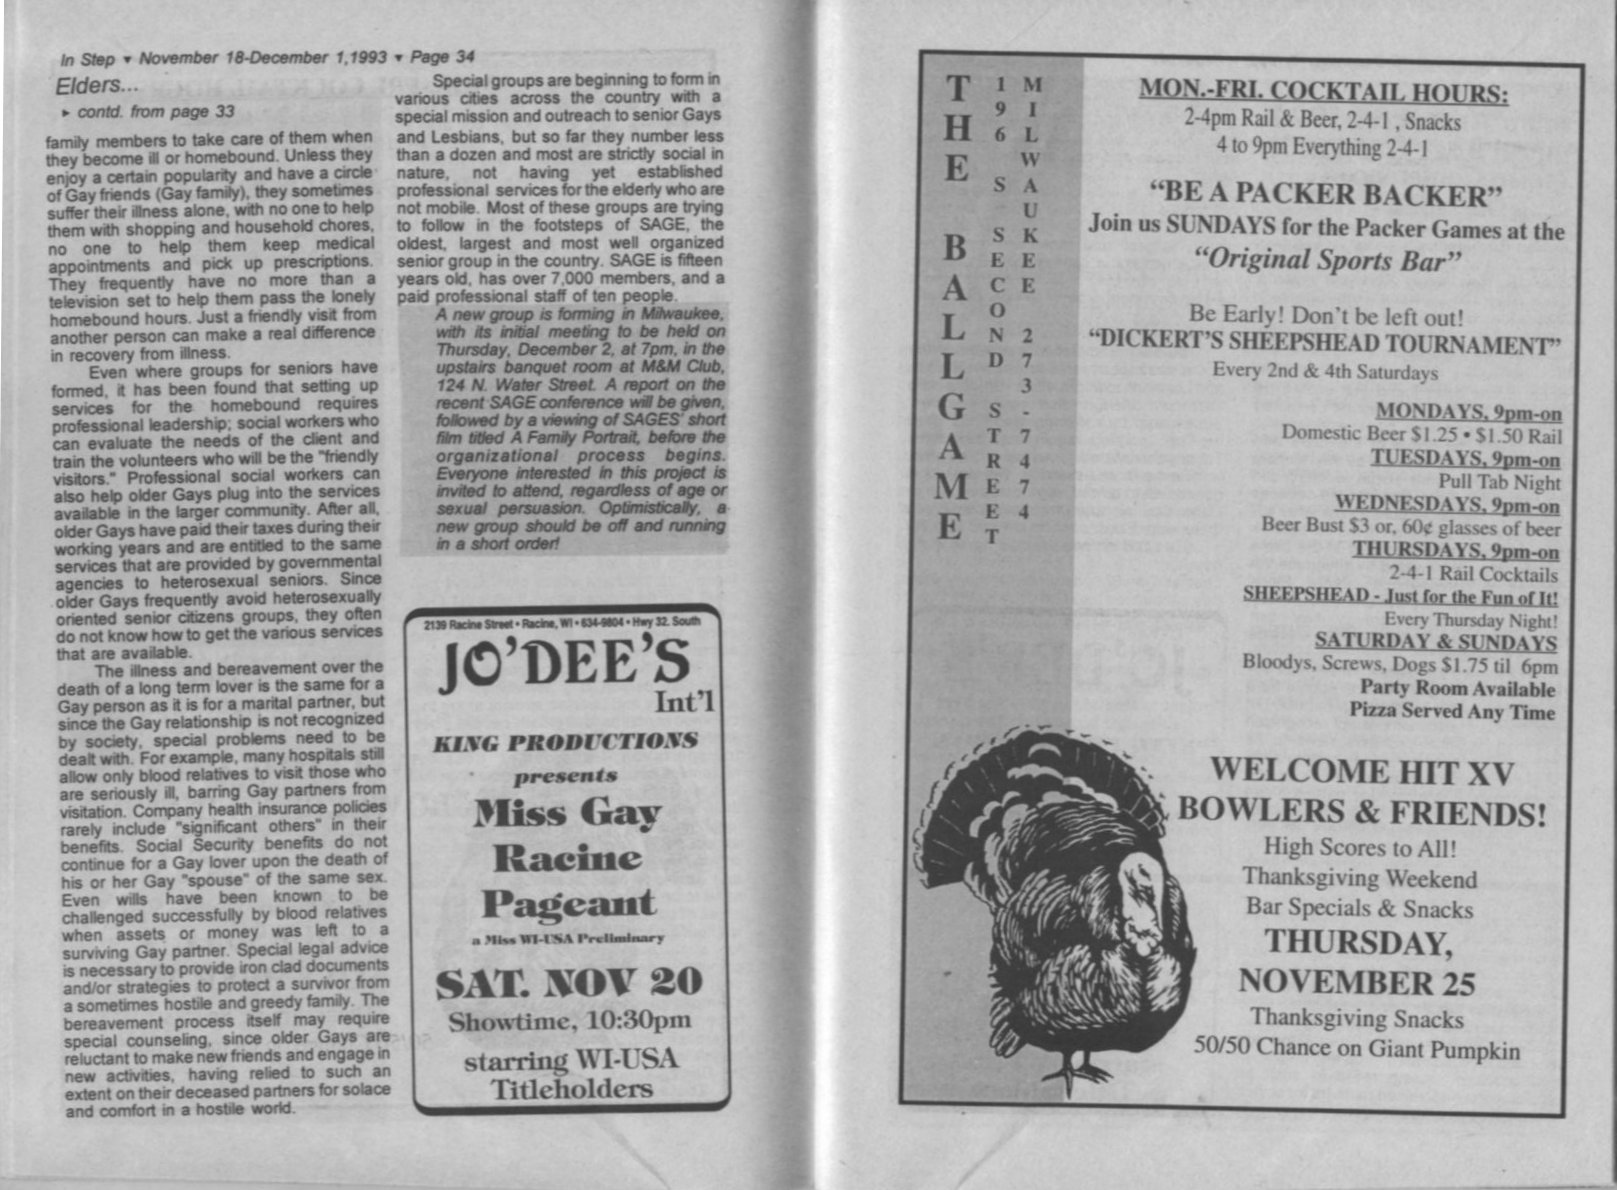 In Step ▾ November 18-December 1,1993 ▾ Page 34
Elders...
▸ contd. from page 33
family members to take care of them when
they become ill or homebound. Unless they
enjoy a certain popularity and have a circle
of Gay friends (Gay family), they sometimes
suffer their illness alone, with no one to help
them with shopping and household chores,
no one to help them keep medical
appointments and pick up prescriptions.
They frequently have no more than a
television set to help them pass the lonely
homebound hours. Just a friendly visit from
another person can make a real difference
in recovery from illness.
Even where groups for seniors have
formed, it has been found that setting up
services for the homebound requires
professional leadership; social workers who
can evaluate the needs of the client and
train the volunteers who will be the "friendly
visitors." Professional social workers can
also help older Gays plug into the services
available in the larger community. After all,
older Gays have paid their taxes during their
working years and are entitled to the same
services that are provided by governmental
agencies to heterosexual seniors. Since
older Gays frequently avoid heterosexually
oriented senior citizens groups, they often
do not know how to get the various services
that are available.
The illness and bereavement over the
death of a long term lover is the same for a
Gay person as it is for a marital partner, but
since the Gay relationship is not recognized
by society, special problems need to be
dealt with. For example, many hospitals still
allow only blood relatives to visit those who
are seriously ill, barring Gay partners from
visitation. Company health insurance policies
rarely include "significant others" in their
benefits. Social Security benefits do not
continue for a Gay lover upon the death of
his or her Gay "spouse" of the same sex.
Even wills have been known to be
challenged successfully by blood relatives
when assets or money was left to a
surviving Gay partner. Special legal advice
is necessary to provide iron clad documents
and/or strategies to protect a survivor from
a sometimes hostile and greedy family. The
bereavement process itself may require
special counseling, since older Gays are
reluctant to make new friends and engage in
new activities, having relied to such an
extent on their deceased partners for solace
and comfort in a hostile world.
Special groups are beginning to form in
various cities across the country with a
special mission and outreach to senior Gays
and Lesbians, but so far they number less
than a dozen and most are strictly social in
nature, not having yet established
professional services for the elderly who are
not mobile. Most of these groups are trying
to follow in the footsteps of SAGE, the
oldest, largest and most well organized
senior group in the country. SAGE is fifteen
years old, has over 7,000 members, and a
paid professional staff of ten people.
A new group is forming in Milwaukee,
with its initial meeting to be held on
Thursday, December 2, at 7pm, in the
upstairs banquet room at M&M Club,
124 N. Water Street. A report on the
recent SAGE conference will be given,
followed by a viewing of SAGES' short
film titled A Family Portrait, before the
organizational process begins.
Everyone interested in this project is
invited to attend, regardless of age or
sexual persuasion. Optimistically, a
new group should be off and running
in a short order!
2139 Racine Street • Racine, WI • 634-9804 • Hwy 32. South
JO'DEE'S
Int'l
KING PRODUCTIONS
presents
Miss Gay
Racine
Pageant
a Miss WI-USA Preliminary
SAT. NOV 20
Showtime, 10:30pm
starring WI-USA
Titleholders
THE BALLGAME
196 S SECOND STREET
MILWAUKEE 273-7474
MON.-FRI. COCKTAIL HOURS:
2-4pm Rail & Beer, 2-4-1 , Snacks
4 to 9pm Everything 2-4-1
"BE A PACKER BACKER"
Join us SUNDAYS for the Packer Games at the
"Original Sports Bar"
Be Early! Don't be left out!
"DICKERT'S SHEEPSHEAD TOURNAMENT"
Every 2nd & 4th Saturdays
MONDAYS, 9pm-on
Domestic Beer $1.25 • $1.50 Rail
TUESDAYS, 9pm-on
Pull Tab Night
WEDNESDAYS, 9pm-on
Beer Bust $3 or, 60¢ glasses of beer
THURSDAYS, 9pm-on
2-4-1 Rail Cocktails
SHEEPSHEAD - Just for the Fun of It!
Every Thursday Night!
SATURDAY & SUNDAYS
Bloodys, Screws, Dogs $1.75 til 6pm
Party Room Available
Pizza Served Any Time
WELCOME HIT XV
BOWLERS & FRIENDS!
High Scores to All!
Thanksgiving Weekend
Bar Specials & Snacks
THURSDAY,
NOVEMBER 25
Thanksgiving Snacks
50/50 Chance on Giant Pumpkin